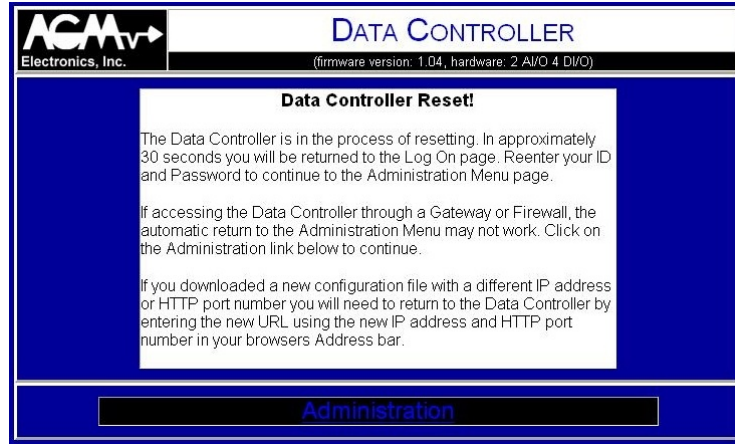 ACM
Electronics, Inc.
DATA CONTROLLER
(firmware version: 1.04, hardware: 2 AI/O 4 DI/O)
Data Controller Reset!
The Data Controller is in the process of resetting. In approximately
30 seconds you will be returned to the Log On page. Reenter your ID
and Password to continue to the Administration Menu page.
If accessing the Data Controller through a Gateway or Firewall, the
automatic return to the Administration Menu may not work. Click on
the Administration link below to continue.
If you downloaded a new configuration file with a different IP address
or HTTP port number you will need to return to the Data Controller by
entering the new URL using the new IP address and HTTP port
number in your browsers Address bar.
Administration